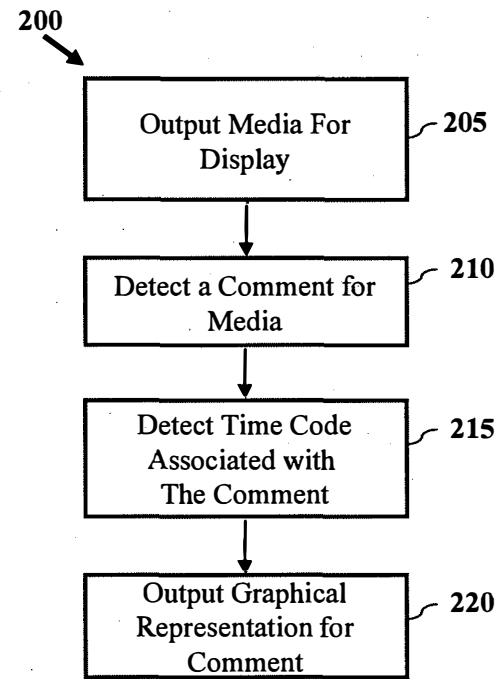 200
Output Media For
Display
205
Detect a Comment for
Media
210
Detect Time Code
Associated with
The Comment
215
Output Graphical
Representation for
Comment
220